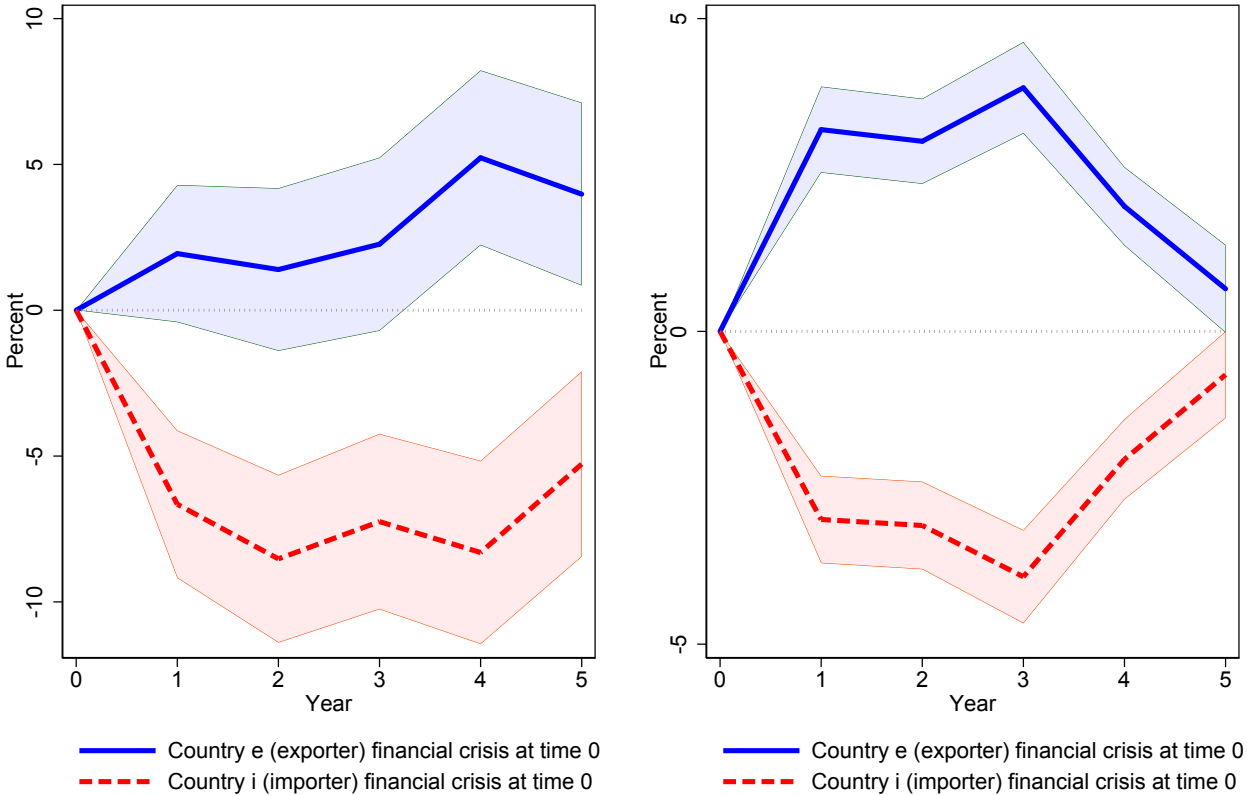 10
5
0
-5
-10
Percent
0 1 2 3 4 5
Year
Country e (exporter) financial crisis at time 0
Country i (importer) financial crisis at time 0
5
0
-5
Percent
0 1 2 3 4 5
Year
Country e (exporter) financial crisis at time 0
Country i (importer) financial crisis at time 0